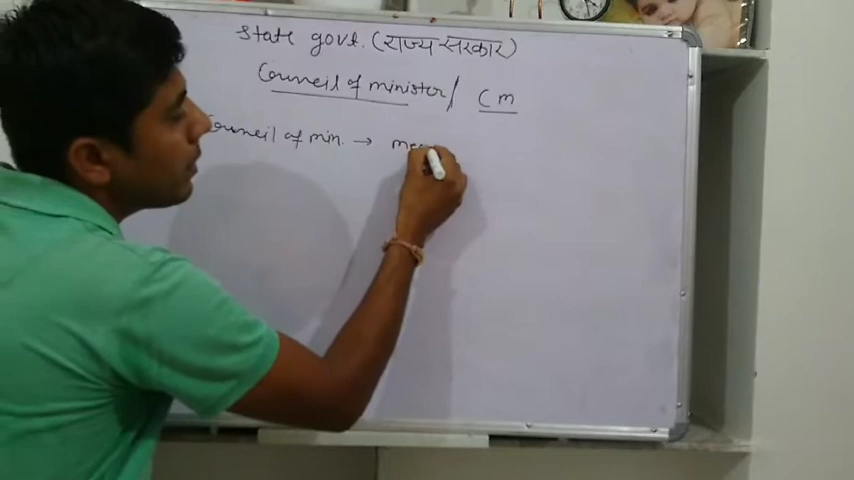 State govt. (राज्य सरकार)
Council of minister / CM
Council of min. →